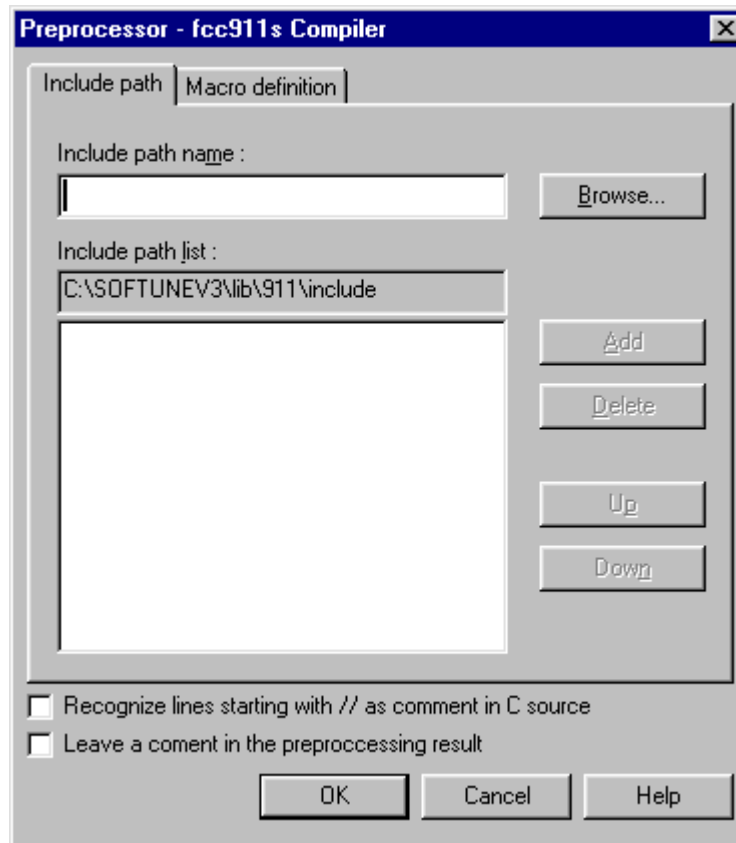 Preprocessor - fcc911s Compiler
Include path
Macro definition
Include path name :
Browse...
Include path list :
C:\SOFTUNEV3\lib\911\include
Add
Delete
Up
Down
Recognize lines starting with // as comment in C source
Leave a coment in the preproccessing result
OK
Cancel
Help